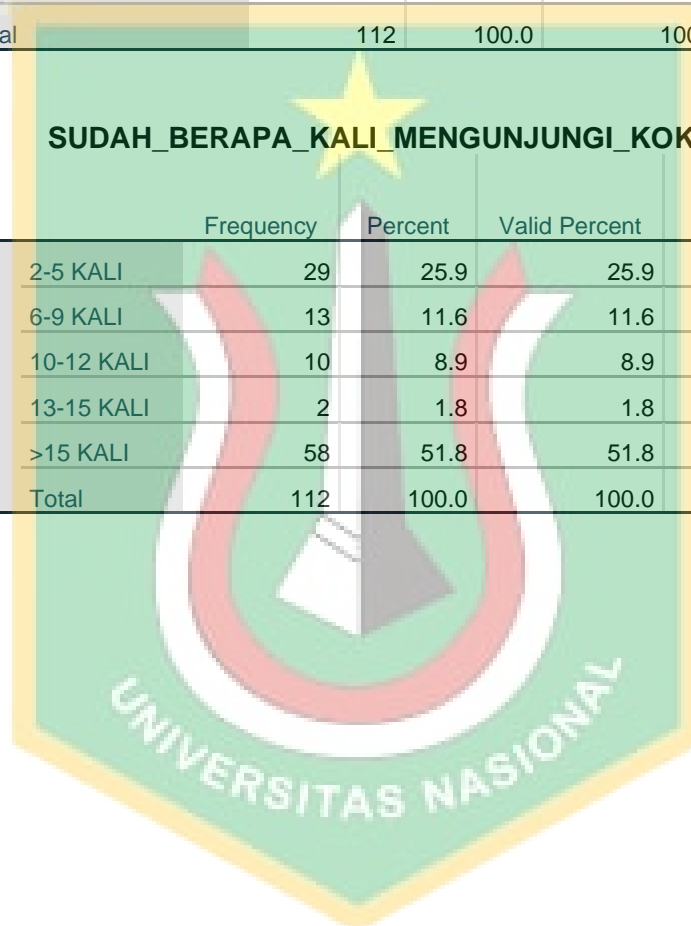 112 100.0
SUDAH_BERAPA_KALI_MENGUNJUNGI_KOK
Frequency Percent Valid Percent
2-5 KALI 29 25.9 25.9
6-9 KALI 13 11.6 11.6
10-12 KALI 10 8.9 8.9
13-15 KALI 2 1.8 1.8
>15 KALI 58 51.8 51.8
Total 112 100.0 100.0
UNIVERSITAS NASIONAL